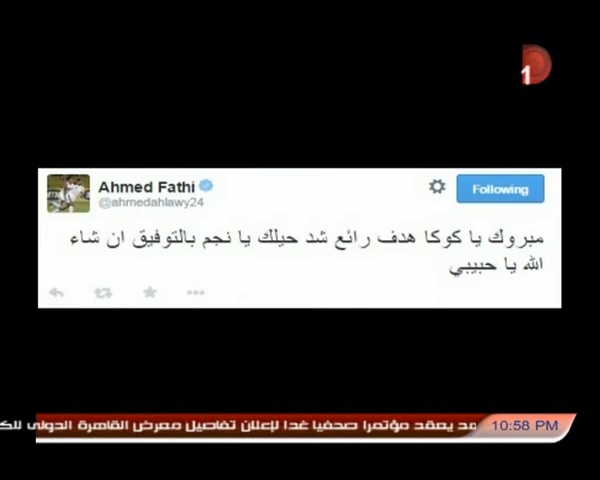 1
Ahmed Fathi
@ahmedahlawy24
Following
مبروك يا كوكا هدف رائع شد حيلك يا نجم بالتوفيق ان شاء
الله يا حبيبي
يعقد مؤتمرا صحفيا غدا لإعلان تفاصيل معرض القاهرة الدولى
10:58 PM